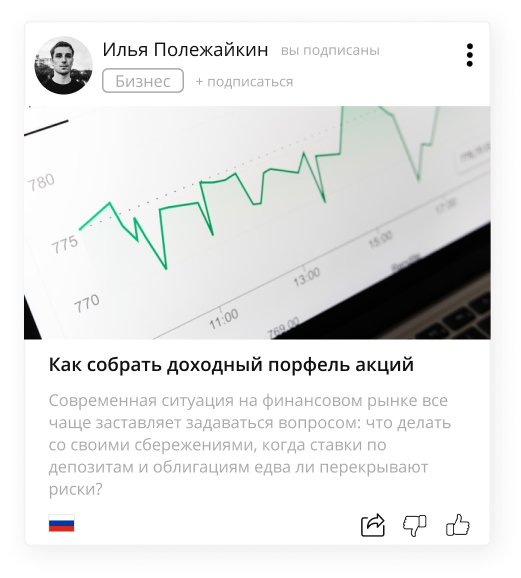 Илья Полежайкин вы подписаны
Бизнес + подписаться
780
775
770
11:00
13:00
15:00
17:00
769.00
Как собрать доходный порфель акций
Современная ситуация на финансовом рынке все
чаще заставляет задаваться вопросом: что делать
со своими сбережениями, когда ставки по
депозитам и облигациям едва ли перекрывают
риски?